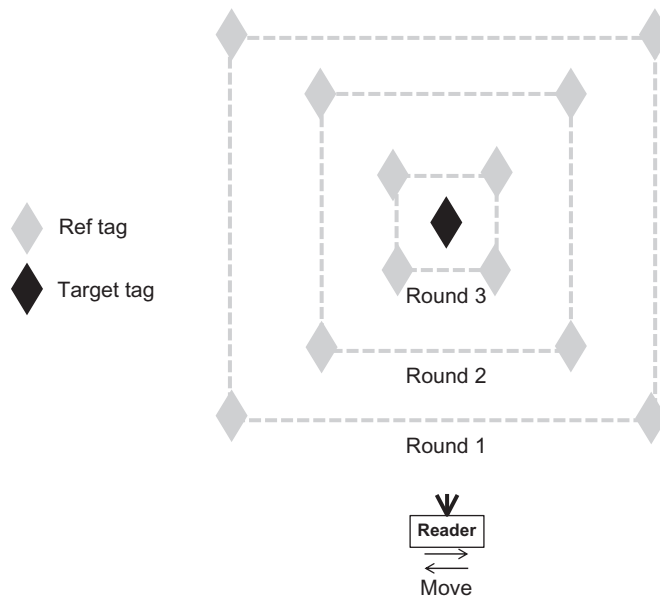 Ref tag
Target tag
Round 3
Round 2
Round 1
Reader
Move